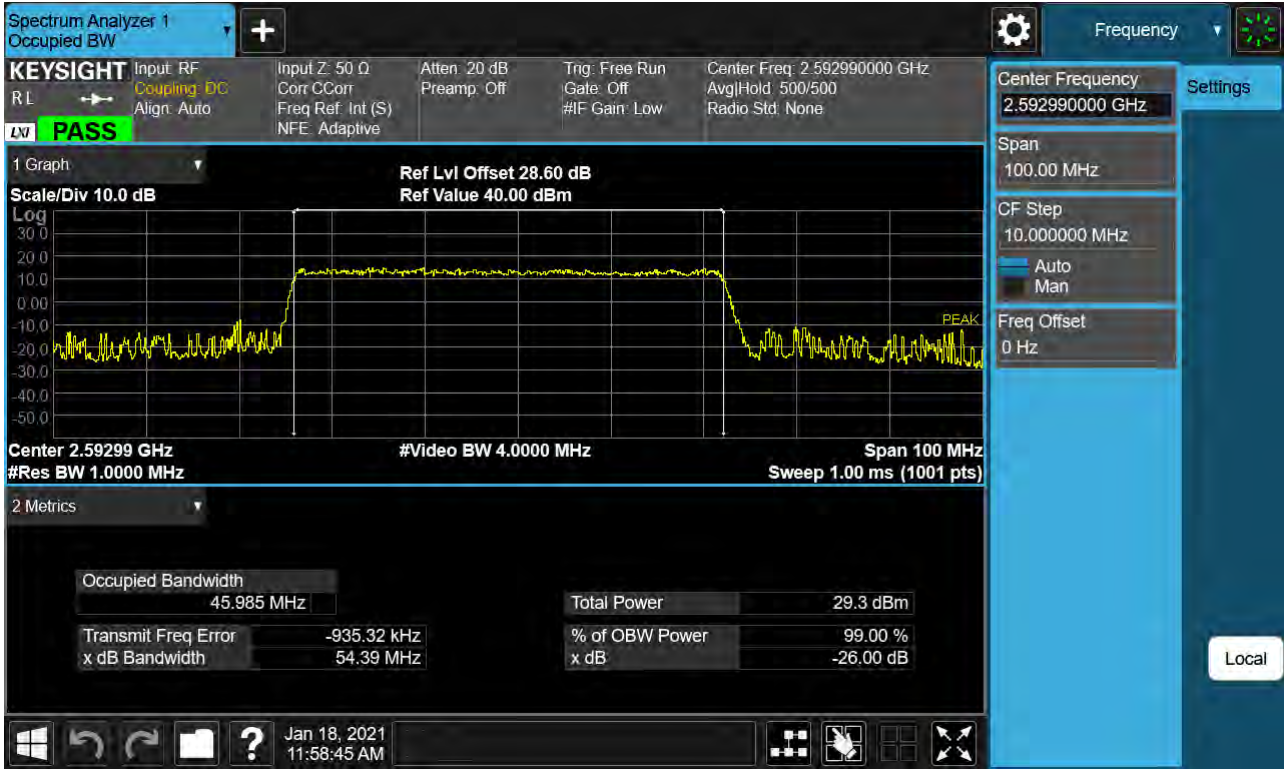 Spectrum Analyzer 1
Occupied BW
Frequency
KEYSIGHT
RL
LXI
PASS
Input: RF
Coupling: DC
Align: Auto
Input Z: 50 Ω
Corr CCorr
Freq Ref: Int (S)
NFE: Adaptive
Atten: 20 dB
Preamp: Off
Trig: Free Run
Gate: Off
#IF Gain: Low
Center Freq: 2.592990000 GHz
Avg|Hold: 500/500
Radio Std: None
1 Graph
Scale/Div 10.0 dB
Ref Lvl Offset 28.60 dB
Ref Value 40.00 dBm
Log
30.0
20.0
10.0
0.00
-10.0
-20.0
-30.0
-40.0
-50.0
PEAK
Center 2.59299 GHz
#Video BW 4.0000 MHz
Span 100 MHz
#Res BW 1.0000 MHz
Sweep 1.00 ms (1001 pts)
2 Metrics
Occupied Bandwidth
45.985 MHz
Total Power 29.3 dBm
Transmit Freq Error -935.32 kHz
% of OBW Power 99.00 %
x dB Bandwidth 54.39 MHz
x dB -26.00 dB
Center Frequency
2.592990000 GHz
Span
100.00 MHz
CF Step
10.000000 MHz
Auto
Man
Freq Offset
0 Hz
Settings
Local
?
Jan 18, 2021
11:58:45 AM